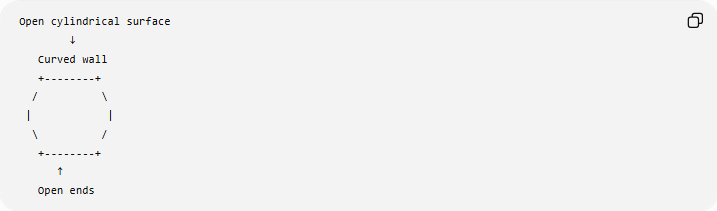 Open cylindrical surface
↓
Curved wall
+--------+
/          \
|            |
\          /
+--------+
↑
Open ends